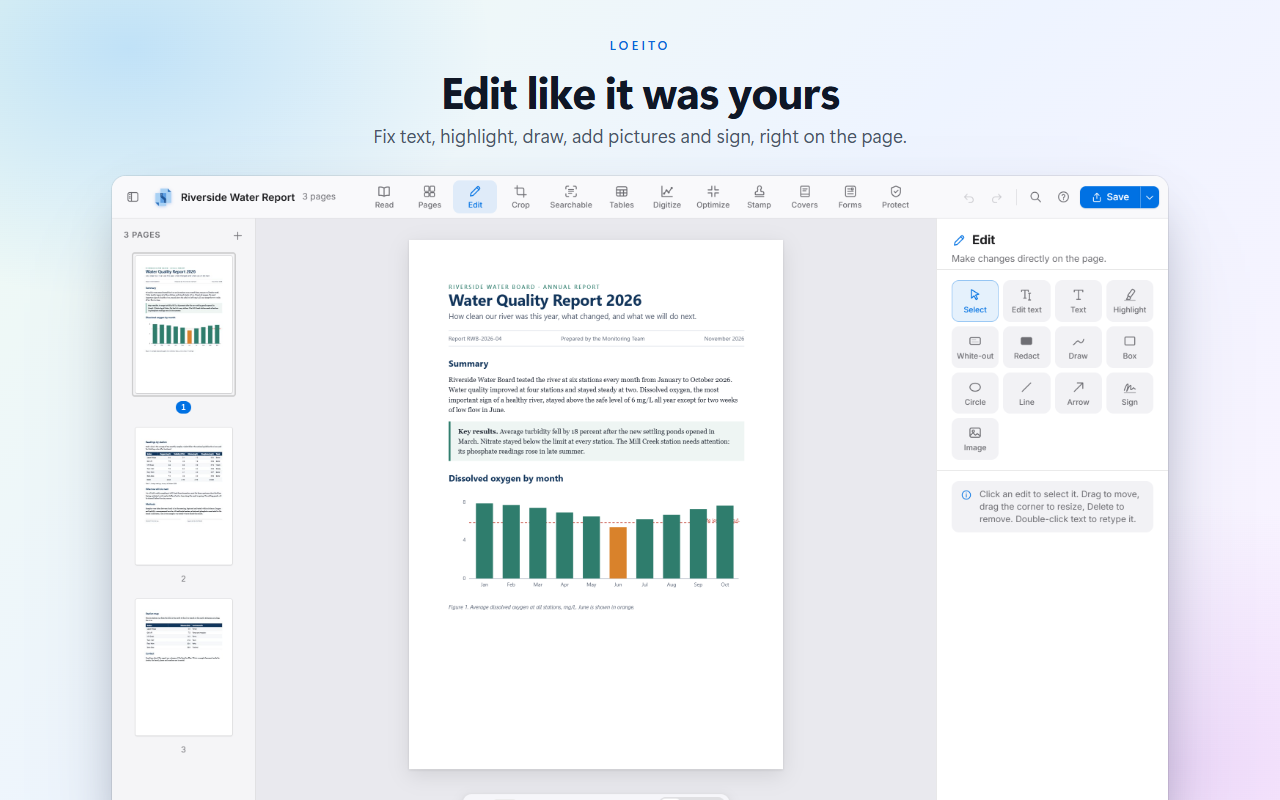 LOEITO
Edit like it was yours
Fix text, highlight, draw, add pictures and sign, right on the page.
Riverside Water Report 3 pages
Read Pages Edit Crop Searchable Tables Digitize Optimize Stamp Covers Forms Protect
Save
3 PAGES
Water Quality Report 2026
1
2
3
RIVERSIDE WATER BOARD · ANNUAL REPORT
Water Quality Report 2026
How clean our river was this year, what changed, and what we will do next.
Report RWB-2026-04 Prepared by the Monitoring Team November 2026
Summary
Riverside Water Board tested the river at six stations every month from January to October 2026.
Water quality improved at four stations and stayed steady at two. Dissolved oxygen, the most
important sign of a healthy river, stayed above the safe level of 6 mg/L all year except for two weeks
of low flow in June.
Key results. Average turbidity fell by 18 percent after the new settling ponds opened in
March. Nitrate stayed below the limit at every station. The Mill Creek station needs attention:
its phosphate readings rose in late summer.
Dissolved oxygen by month
8
4
0
Jan Feb Mar Apr May Jun Jul Aug Sep Oct
Figure 1. Average dissolved oxygen at all stations, mg/L. June is shown in orange.
Edit
Make changes directly on the page.
Select Edit text Text Highlight
White-out Redact Draw Box
Circle Line Arrow Sign
Image
Click an edit to select it. Drag to move,
drag the corner to resize, Delete to
remove. Double-click text to retype it.